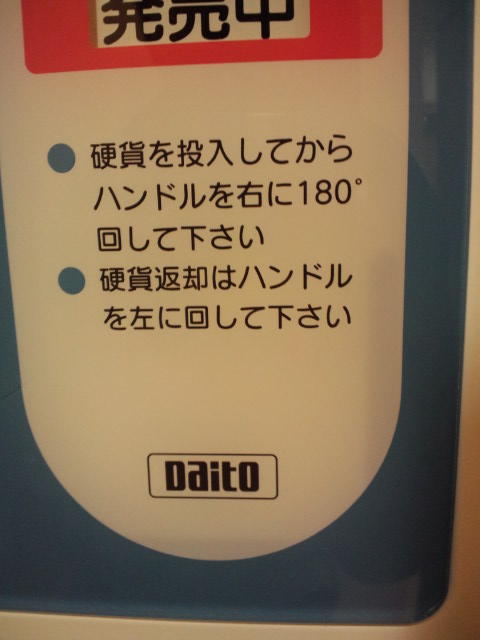 発売中
● 硬貨を投入してから
ハンドルを右に180°
回して下さい
● 硬貨返却はハンドル
を左に回して下さい
Daito